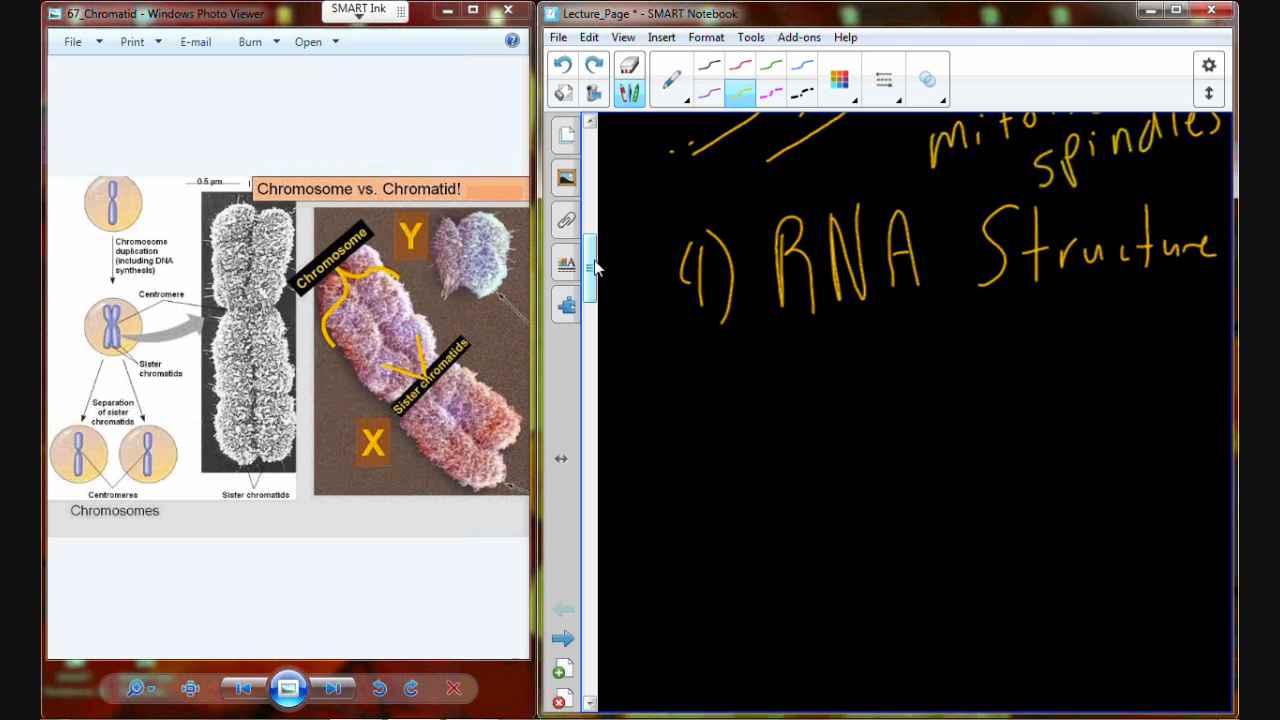 67_Chromatid - Windows Photo Viewer
SMART Ink
File Print E-mail Burn Open
0.5 µm
Chromosome vs. Chromatid!
Chromosome
duplication
(including DNA
synthesis)
Centromere
Sister
chromatids
Separation
of sister
chromatids
Centromeres
Sister chromatids
Chromosome
Y
Sister chromatids
X
Chromosomes
Lecture_Page * - SMART Notebook
File Edit View Insert Format Tools Add-ons Help
spindles
(1) RNA Structure